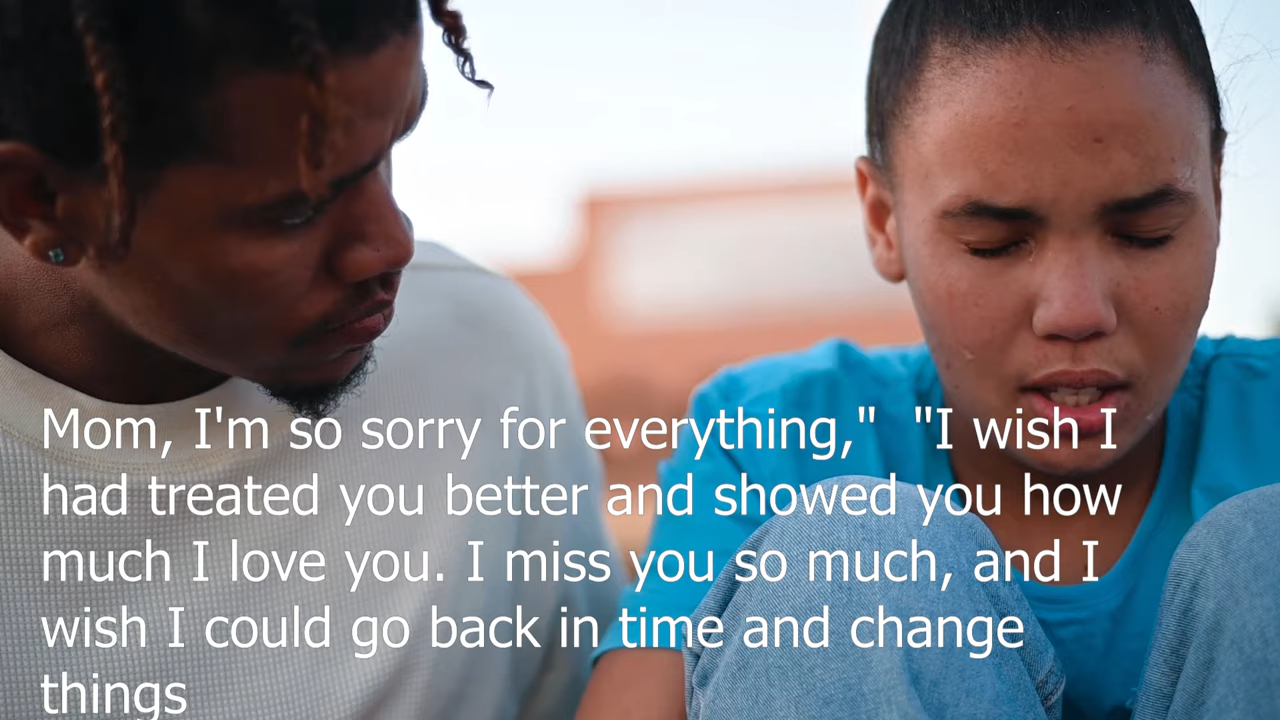 Mom, I'm so sorry for everything,"  "I wish I
had treated you better and showed you how
much I love you. I miss you so much, and I
wish I could go back in time and change
things